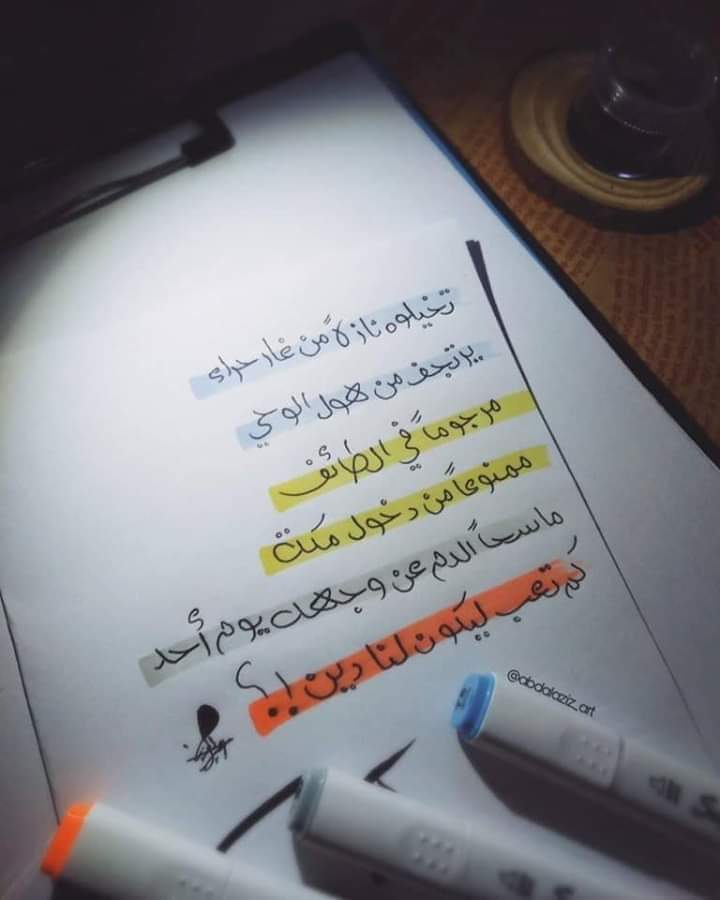 تخيلوه نازلاً من غار حراء
يرتجف من هول الوحي
مرجوماً في الطائف
ممنوعاً من دخول مكة
ماسحاً الدم عن وجهه يوم أحد
كم تعب ليكون لنا دين !.؟
@abdalaziz_art